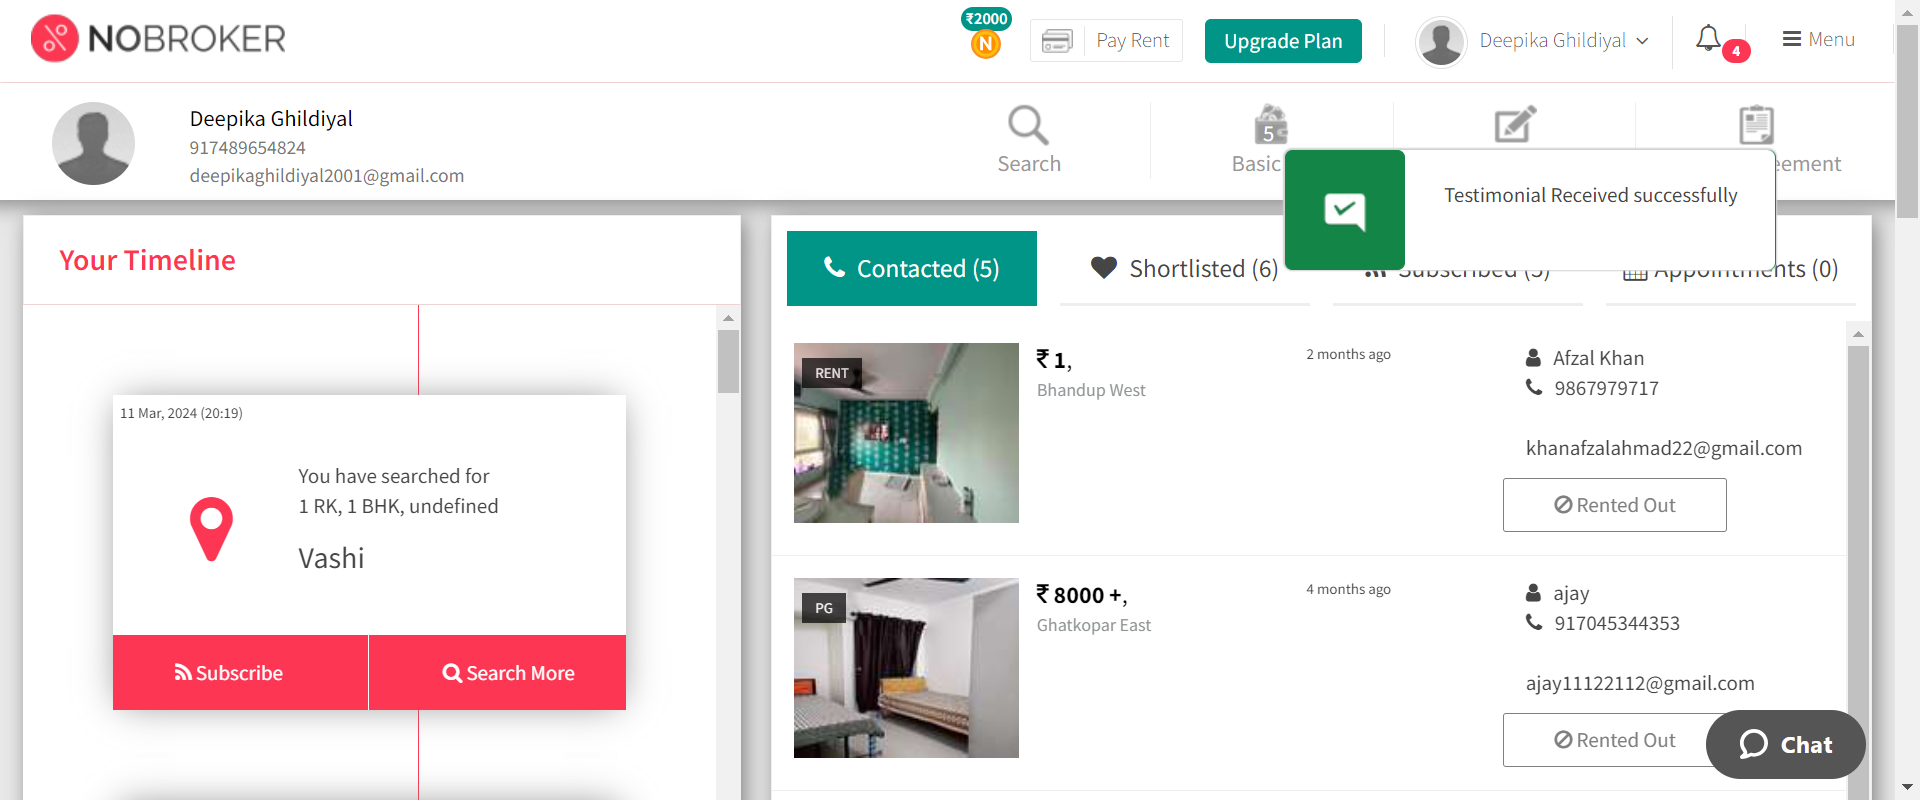 NOBROKER
₹2000
N
Pay Rent
Upgrade Plan
Deepika Ghildiyal
4
Menu
Deepika Ghildiyal
917489654824
deepikaghildiyal2001@gmail.com
Search
5
Basic
eement
Testimonial Received successfully
Your Timeline
Contacted (5)
Shortlisted (6)
Subscribed (5)
Appointments (0)
11 Mar, 2024 (20:19)
You have searched for
1 RK, 1 BHK, undefined
Vashi
Subscribe
Search More
RENT
₹ 1,
Bhandup West
2 months ago
Afzal Khan
9867979717
khanafzalahmad22@gmail.com
Rented Out
PG
₹ 8000 +,
Ghatkopar East
4 months ago
ajay
917045344353
ajay11122112@gmail.com
Rented Out
Chat